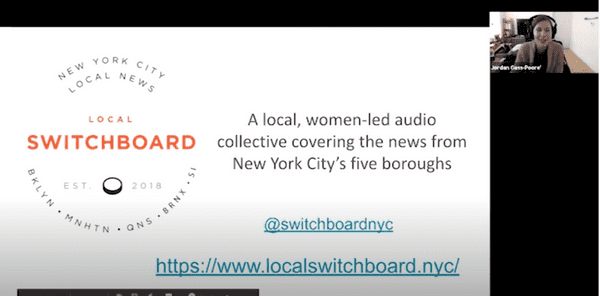 NEW YORK CITY
LOCAL NEWS
LOCAL
SWITCHBOARD
EST. 2018
BKLYN • MNHTN • QNS • BRNX • SI
A local, women-led audio
collective covering the news from
New York City's five boroughs
@switchboardnyc
https://www.localswitchboard.nyc/
Jordan Gass-Pooré